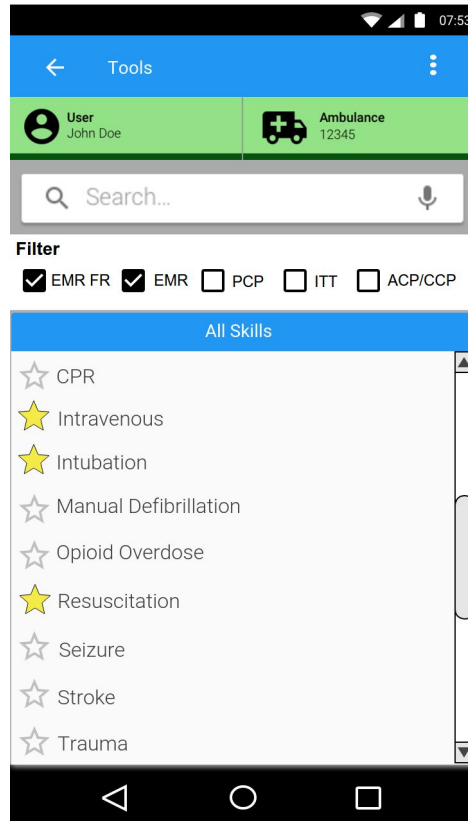 07:53
Tools
User
John Doe
Ambulance
12345
Search...
Filter
EMR FR EMR PCP ITT ACP/CCP
All Skills
CPR
Intravenous
Intubation
Manual Defibrillation
Opioid Overdose
Resuscitation
Seizure
Stroke
Trauma